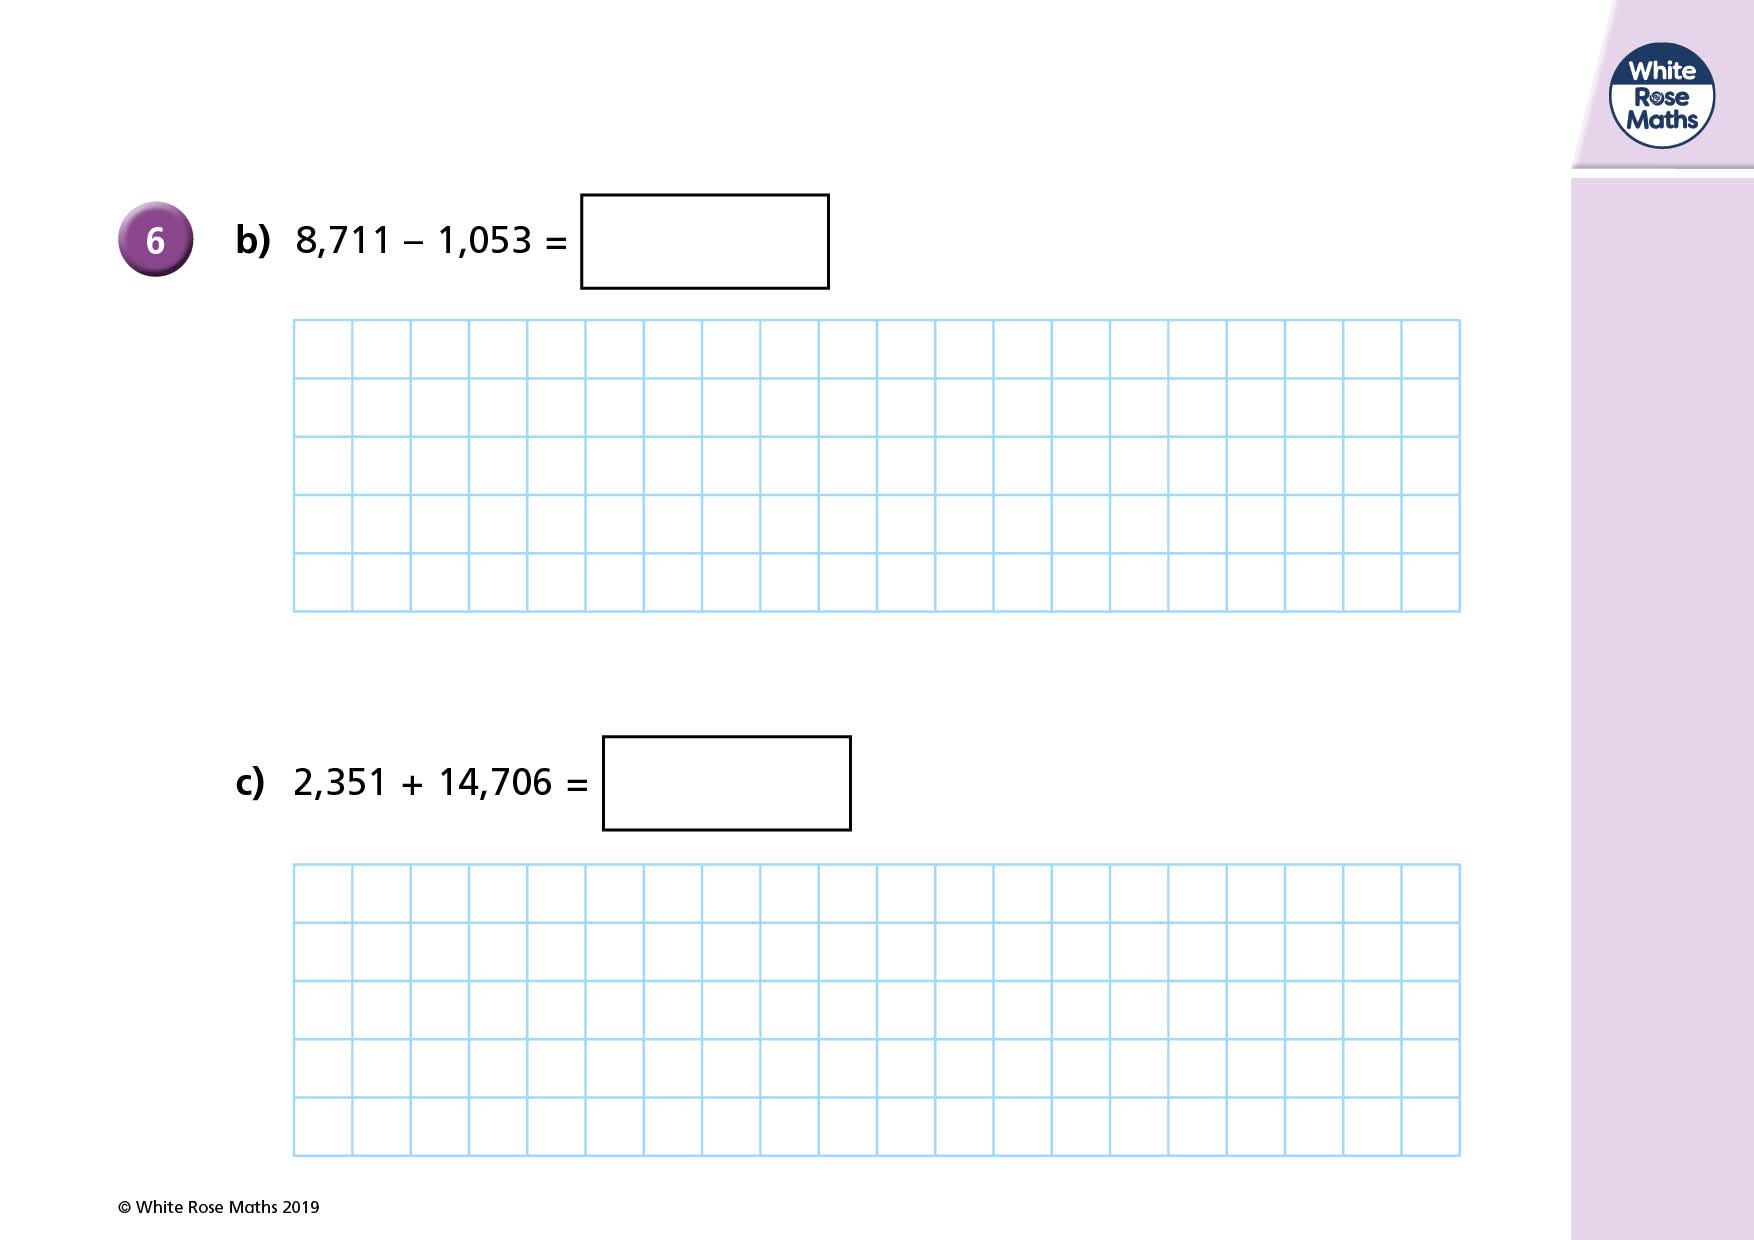 White
Rose
Maths
6 b) 8,711 – 1,053 =
c) 2,351 + 14,706 =
© White Rose Maths 2019